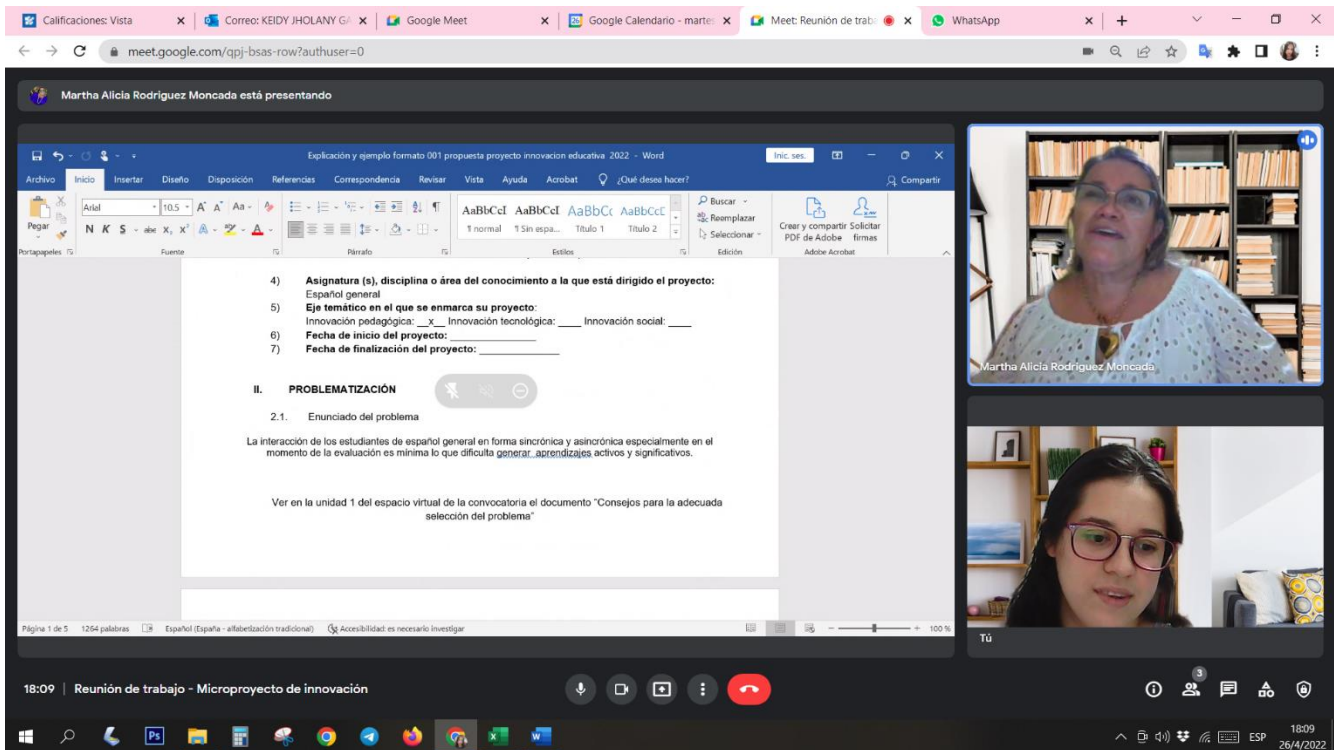 Calificaciones: Vista
Correo: KEIDY JHOLANY GA
Google Meet
Google Calendario - martes
Meet: Reunión de trab
WhatsApp
meet.google.com/qpj-bsas-row?authuser=0
Martha Alicia Rodriguez Moncada está presentando
Explicación y ejemplo formato 001 propuesta proyecto innovacion educativa 2022 - Word
Inic. ses.
Archivo Inicio Insertar Diseño Disposición Referencias Correspondencia Revisar Vista Ayuda Acrobat ¿Qué desea hacer? Compartir
Pegar
Arial 10.5
N K S
AaBbCcI AaBbCcI AaBbCc AaBbCcE
¶ normal ¶ Sin espa... Título 1 Título 2
Buscar
Reemplazar
Seleccionar
Crear y compartir PDF de Adobe
Solicitar firmas
Portapapeles Fuente Párrafo Estilos Edición Adobe Acrobat
4) Asignatura (s), disciplina o área del conocimiento a la que está dirigido el proyecto:
Español general
5) Eje temático en el que se enmarca su proyecto:
Innovación pedagógica: __x__ Innovación tecnológica: ____ Innovación social: ____
6) Fecha de inicio del proyecto: _______________
7) Fecha de finalización del proyecto: ______________
II. PROBLEMATIZACIÓN
2.1. Enunciado del problema
La interacción de los estudiantes de español general en forma sincrónica y asincrónica especialmente en el
momento de la evaluación es mínima lo que dificulta generar aprendizajes activos y significativos.
Ver en la unidad 1 del espacio virtual de la convocatoria el documento "Consejos para la adecuada
selección del problema"
Página 1 de 5 1264 palabras Español (España - alfabetización tradicional) Accesibilidad: es necesario investigar 100 %
Martha Alicia Rodriguez Moncada
Tú
18:09 | Reunión de trabajo - Microproyecto de innovación
3
Ps
ESP
18:09
26/4/2022